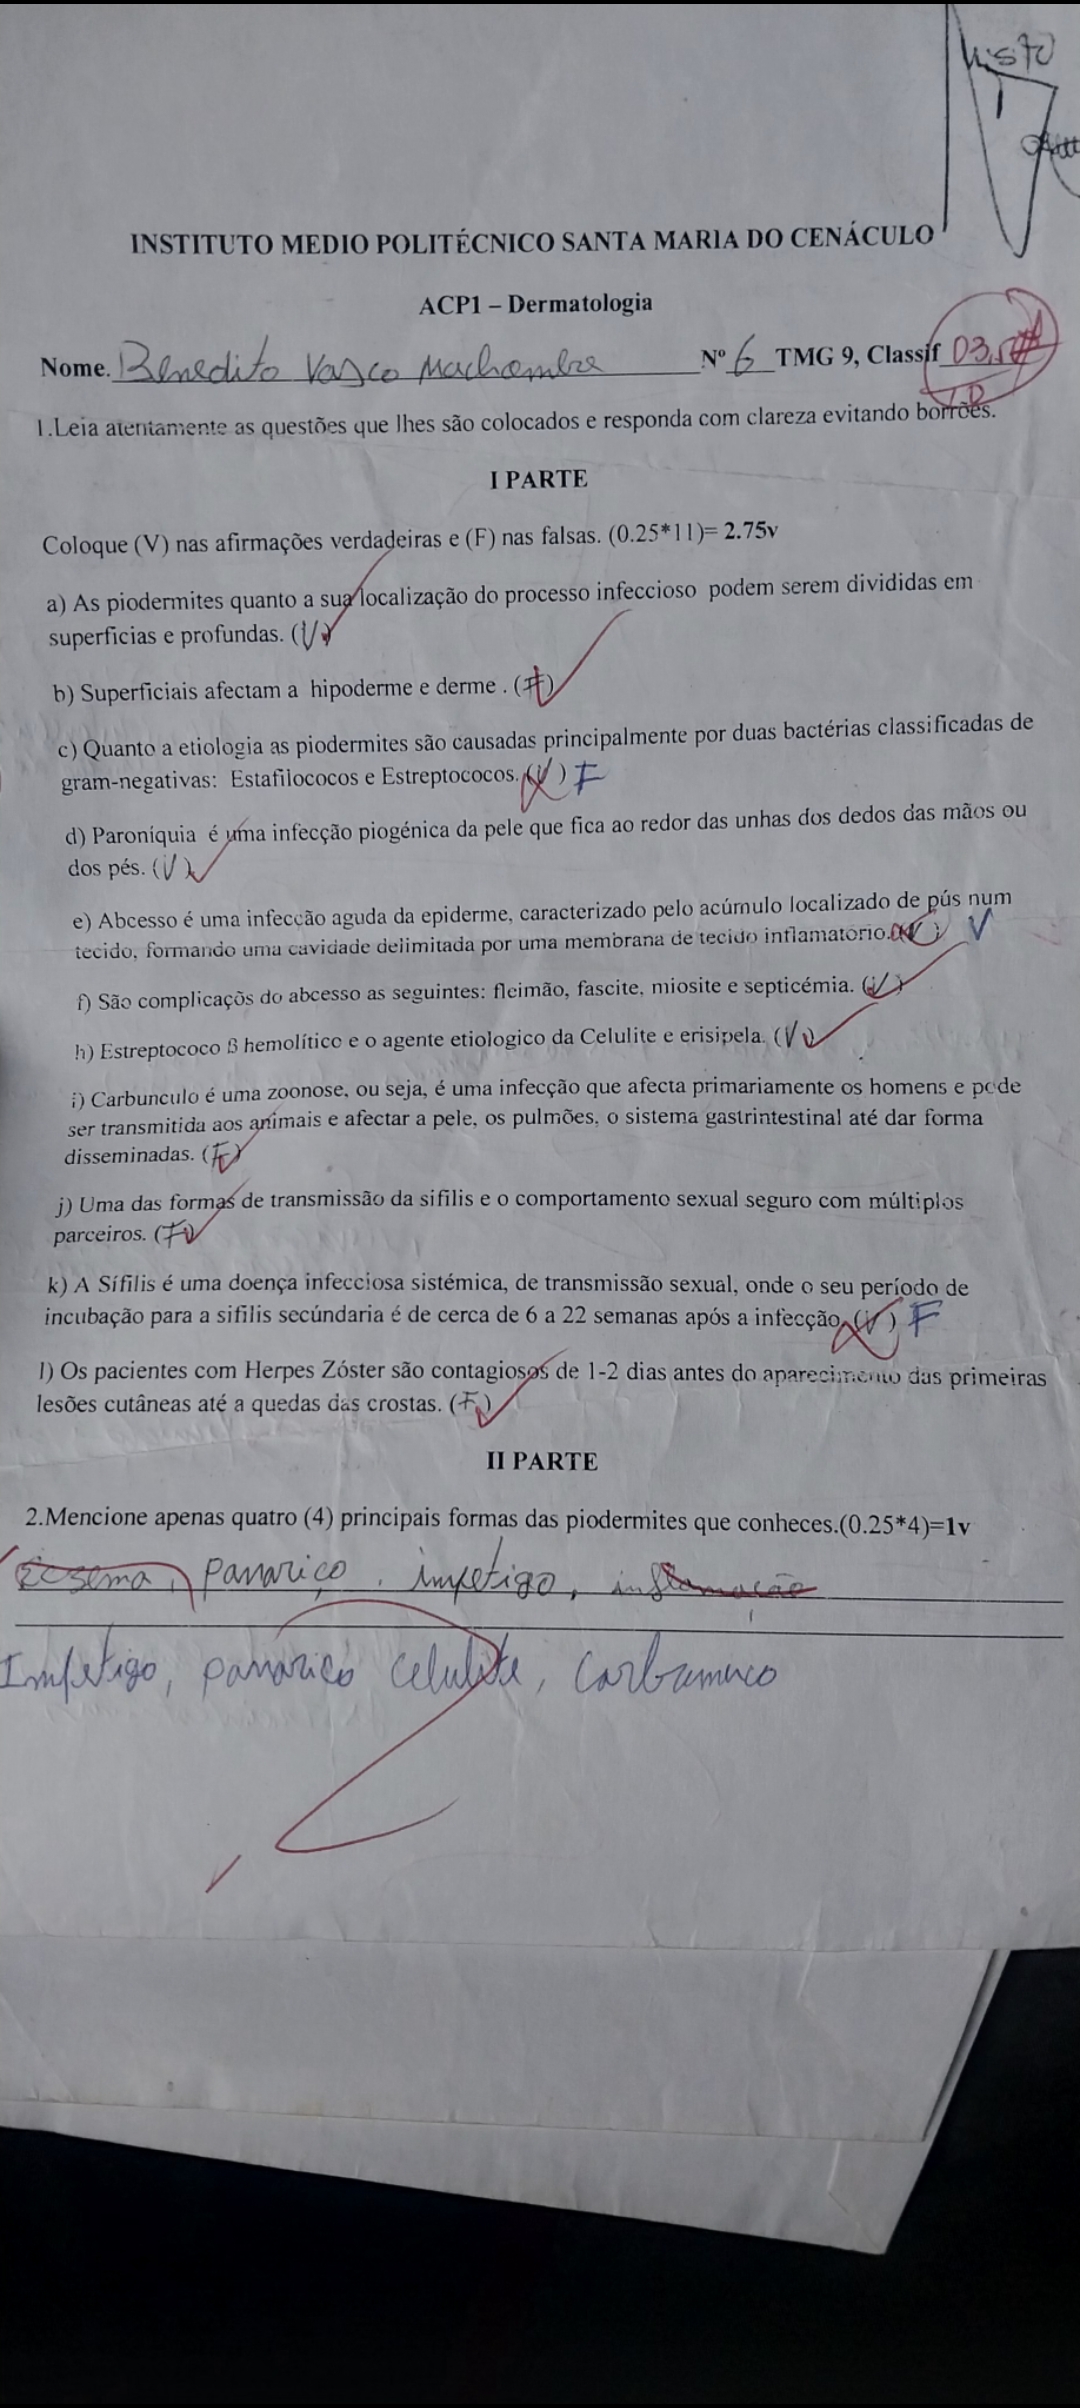 Visto
INSTITUTO MEDIO POLITÉCNICO SANTA MARIA DO CENÁCULO
ACP1 – Dermatologia
Nome. Benedito Vasco Machambe Nº 6 TMG 9, Classif 03,5
1.Leia atentamente as questões que lhes são colocados e responda com clareza evitando borrões.
I PARTE
Coloque (V) nas afirmações verdadeiras e (F) nas falsas. (0.25*11)= 2.75v
a) As piodermites quanto a sua localização do processo infeccioso podem serem divididas em
superficias e profundas. (V)
b) Superficiais afectam a hipoderme e derme . (F)
c) Quanto a etiologia as piodermites são causadas principalmente por duas bactérias classificadas de
gram-negativas: Estafilococos e Estreptococos. (V) F
d) Paroníquia é uma infecção piogénica da pele que fica ao redor das unhas dos dedos das mãos ou
dos pés. (V)
e) Abcesso é uma infecção aguda da epiderme, caracterizado pelo acúmulo localizado de pús num
tecido, formando uma cavidade delimitada por uma membrana de tecido inflamatorio. ( ) V
f) São complicaçõs do abcesso as seguintes: fleimão, fascite, miosite e septicémia. (V)
h) Estreptococo ß hemolítico e o agente etiologico da Celulite e erisipela. (V)
i) Carbunculo é uma zoonose, ou seja, é uma infecção que afecta primariamente os homens e pode
ser transmitida aos animais e afectar a pele, os pulmões, o sistema gastrintestinal até dar forma
disseminadas. (F)
j) Uma das formas de transmissão da sifilis e o comportamento sexual seguro com múltiplos
parceiros. (F)
k) A Sífilis é uma doença infecciosa sistémica, de transmissão sexual, onde o seu período de
incubação para a sifilis secúndaria é de cerca de 6 a 22 semanas após a infecção. (V) F
l) Os pacientes com Herpes Zóster são contagiosos de 1-2 dias antes do aparecimento das primeiras
lesões cutâneas até a quedas das crostas. (F)
II PARTE
2.Mencione apenas quatro (4) principais formas das piodermites que conheces.(0.25*4)=1v
Eczema, panariço, impetigo, inflamação
Impetigo, panariço celulite, Carbamuco